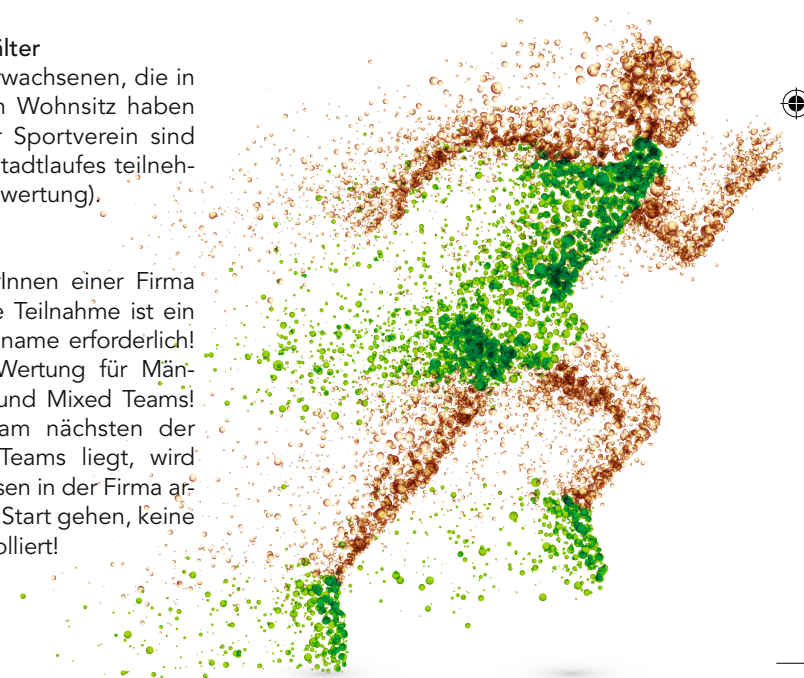 älter
rwachsenen, die in
n Wohnsitz haben
r Sportverein sind
tadtlaufes teilneh-
wertung).
Innen einer Firma
e Teilnahme ist ein
name erforderlich!
Wertung für Män-
und Mixed Teams!
am nächsten der
Teams liegt, wird
sen in der Firma ar-
Start gehen, keine
olliert!